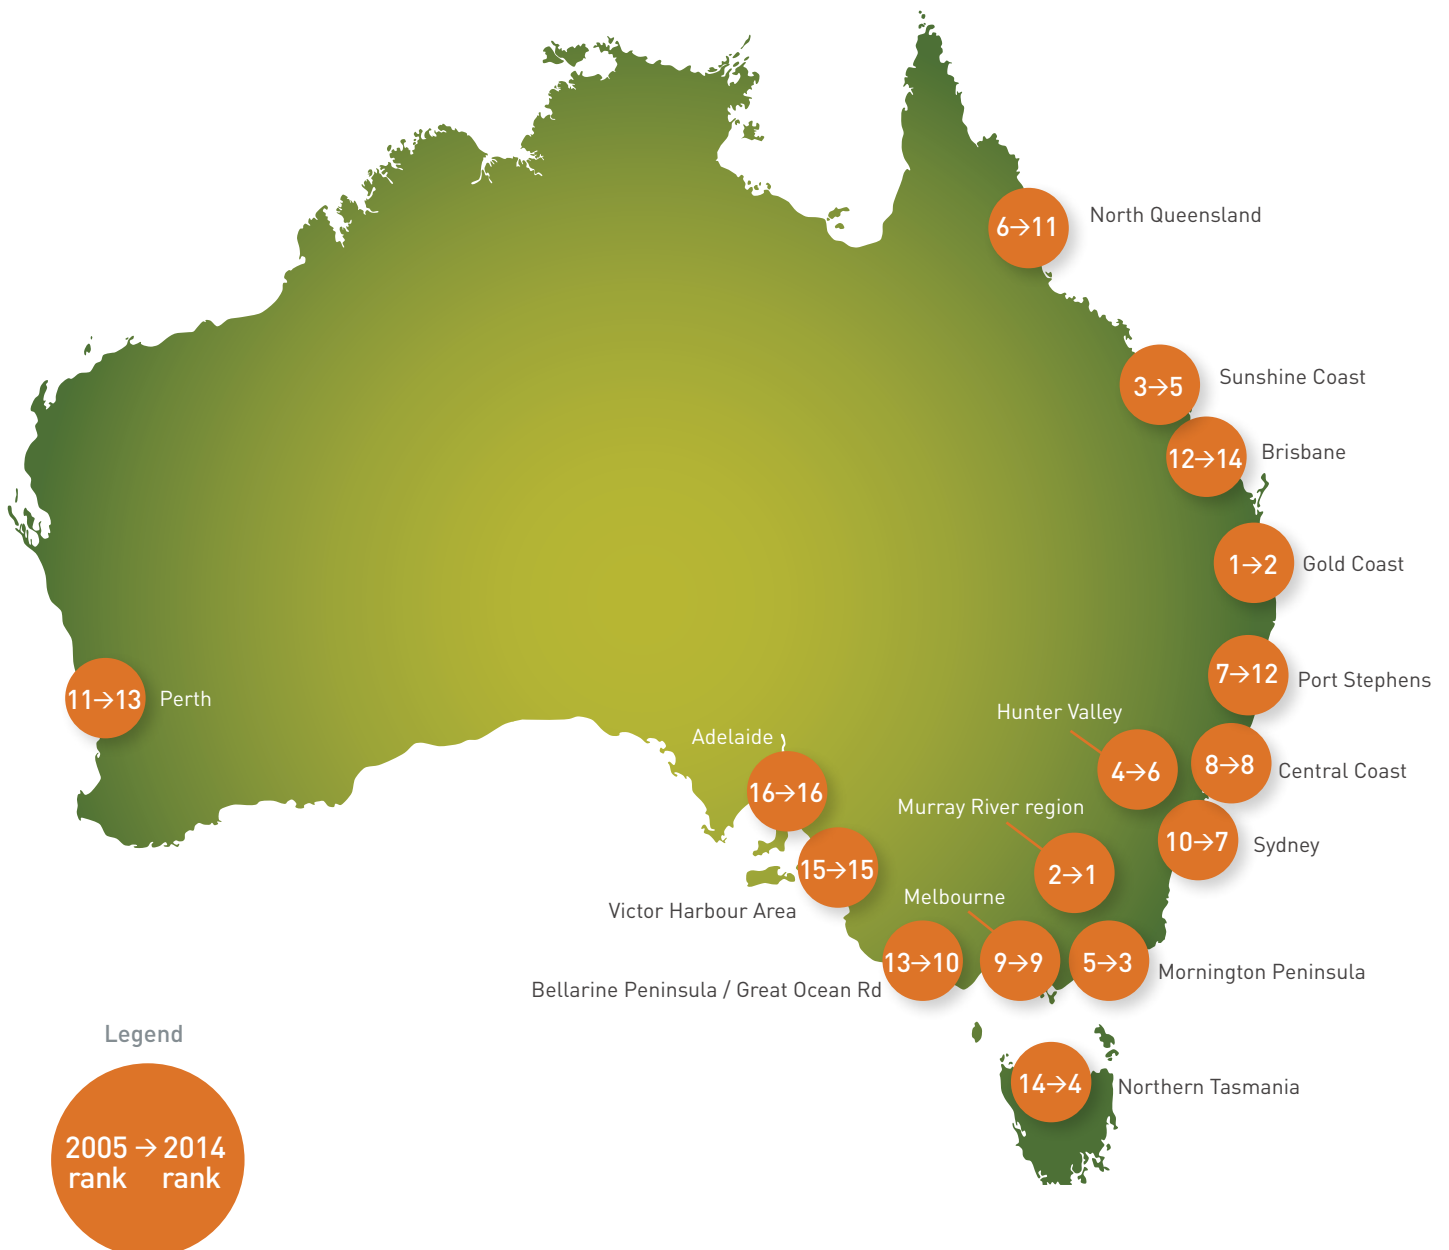 6→11
North Queensland
3→5
Sunshine Coast
12→14
Brisbane
1→2
Gold Coast
7→12
Port Stephens
Hunter Valley
4→6
8→8
Central Coast
11→13
Perth
Adelaide
16→16
Murray River region
2→1
10→7
Sydney
15→15
Victor Harbour Area
Melbourne
9→9
13→10
Bellarine Peninsula / Great Ocean Rd
5→3
Mornington Peninsula
14→4
Northern Tasmania
Legend
2005 → 2014
rank rank